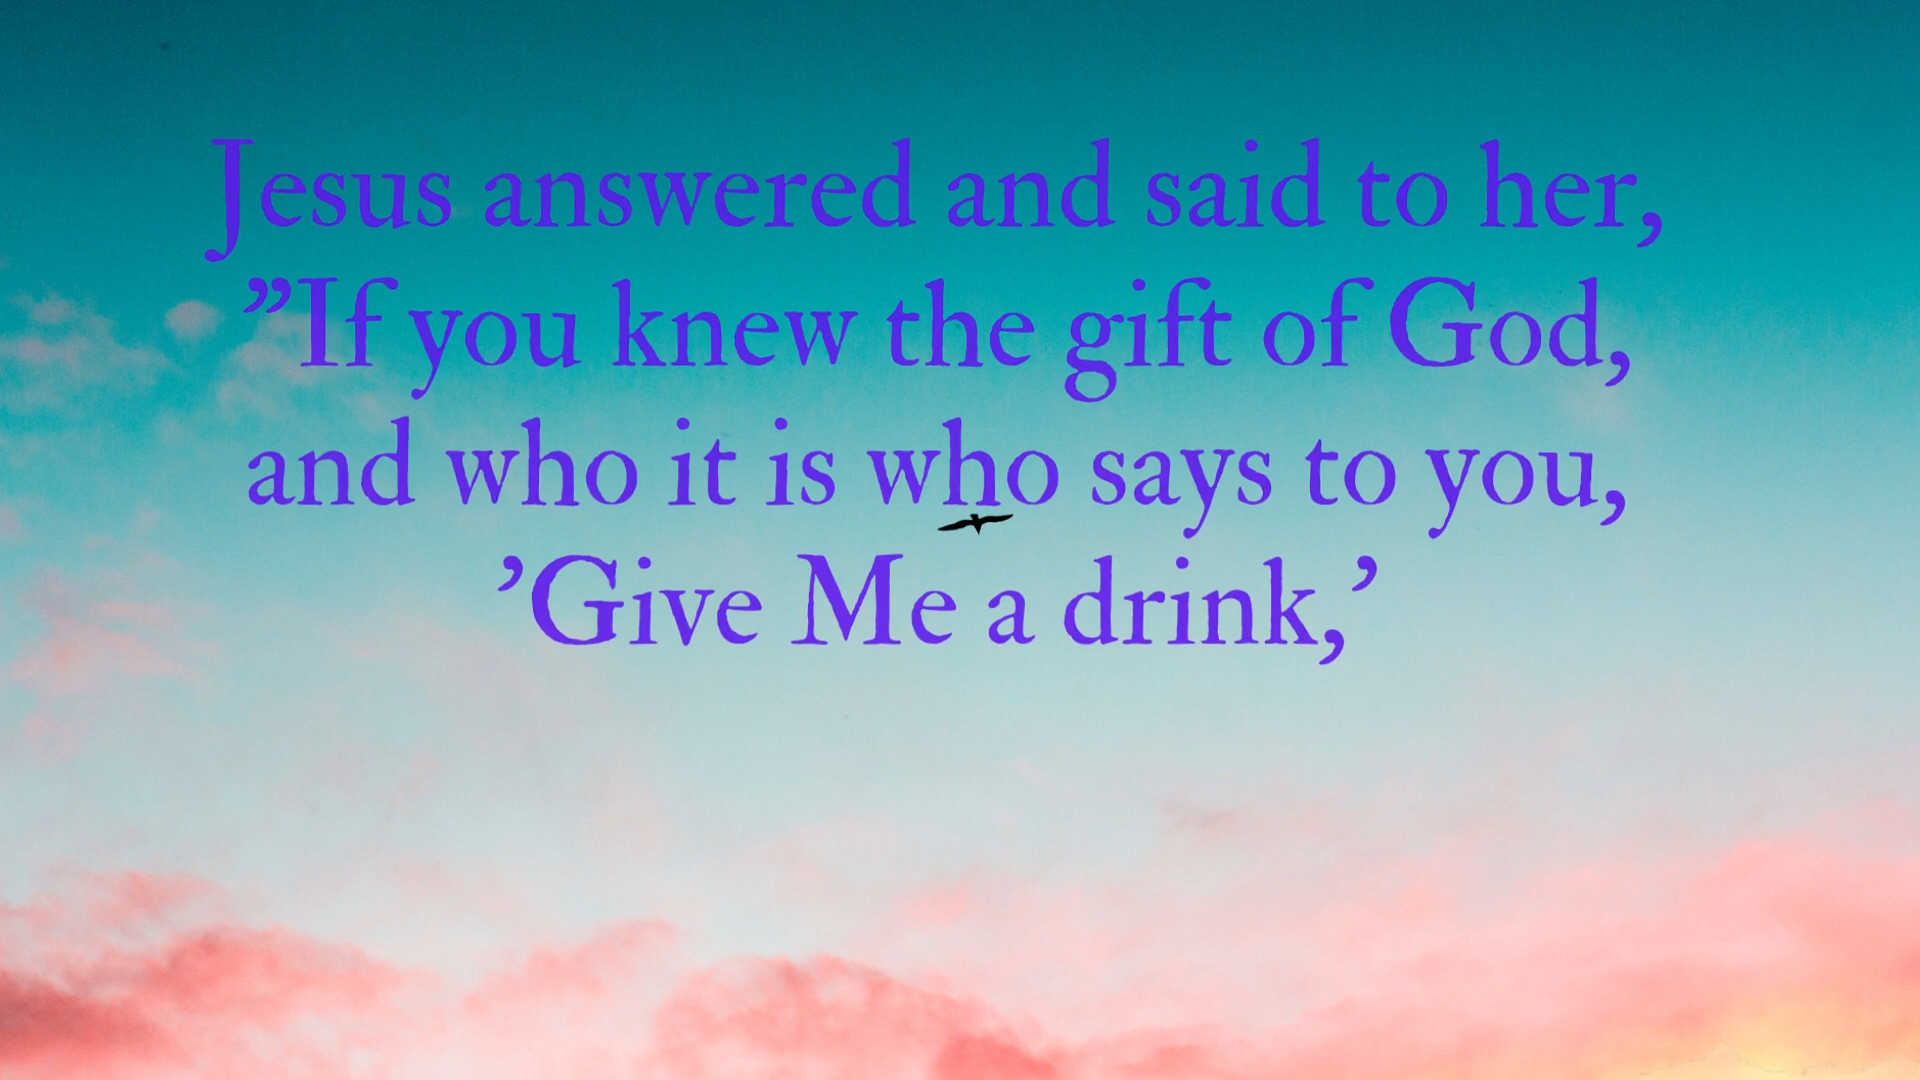 Jesus answered and said to her,
”If you knew the gift of God,
and who it is who says to you,
’Give Me a drink,’